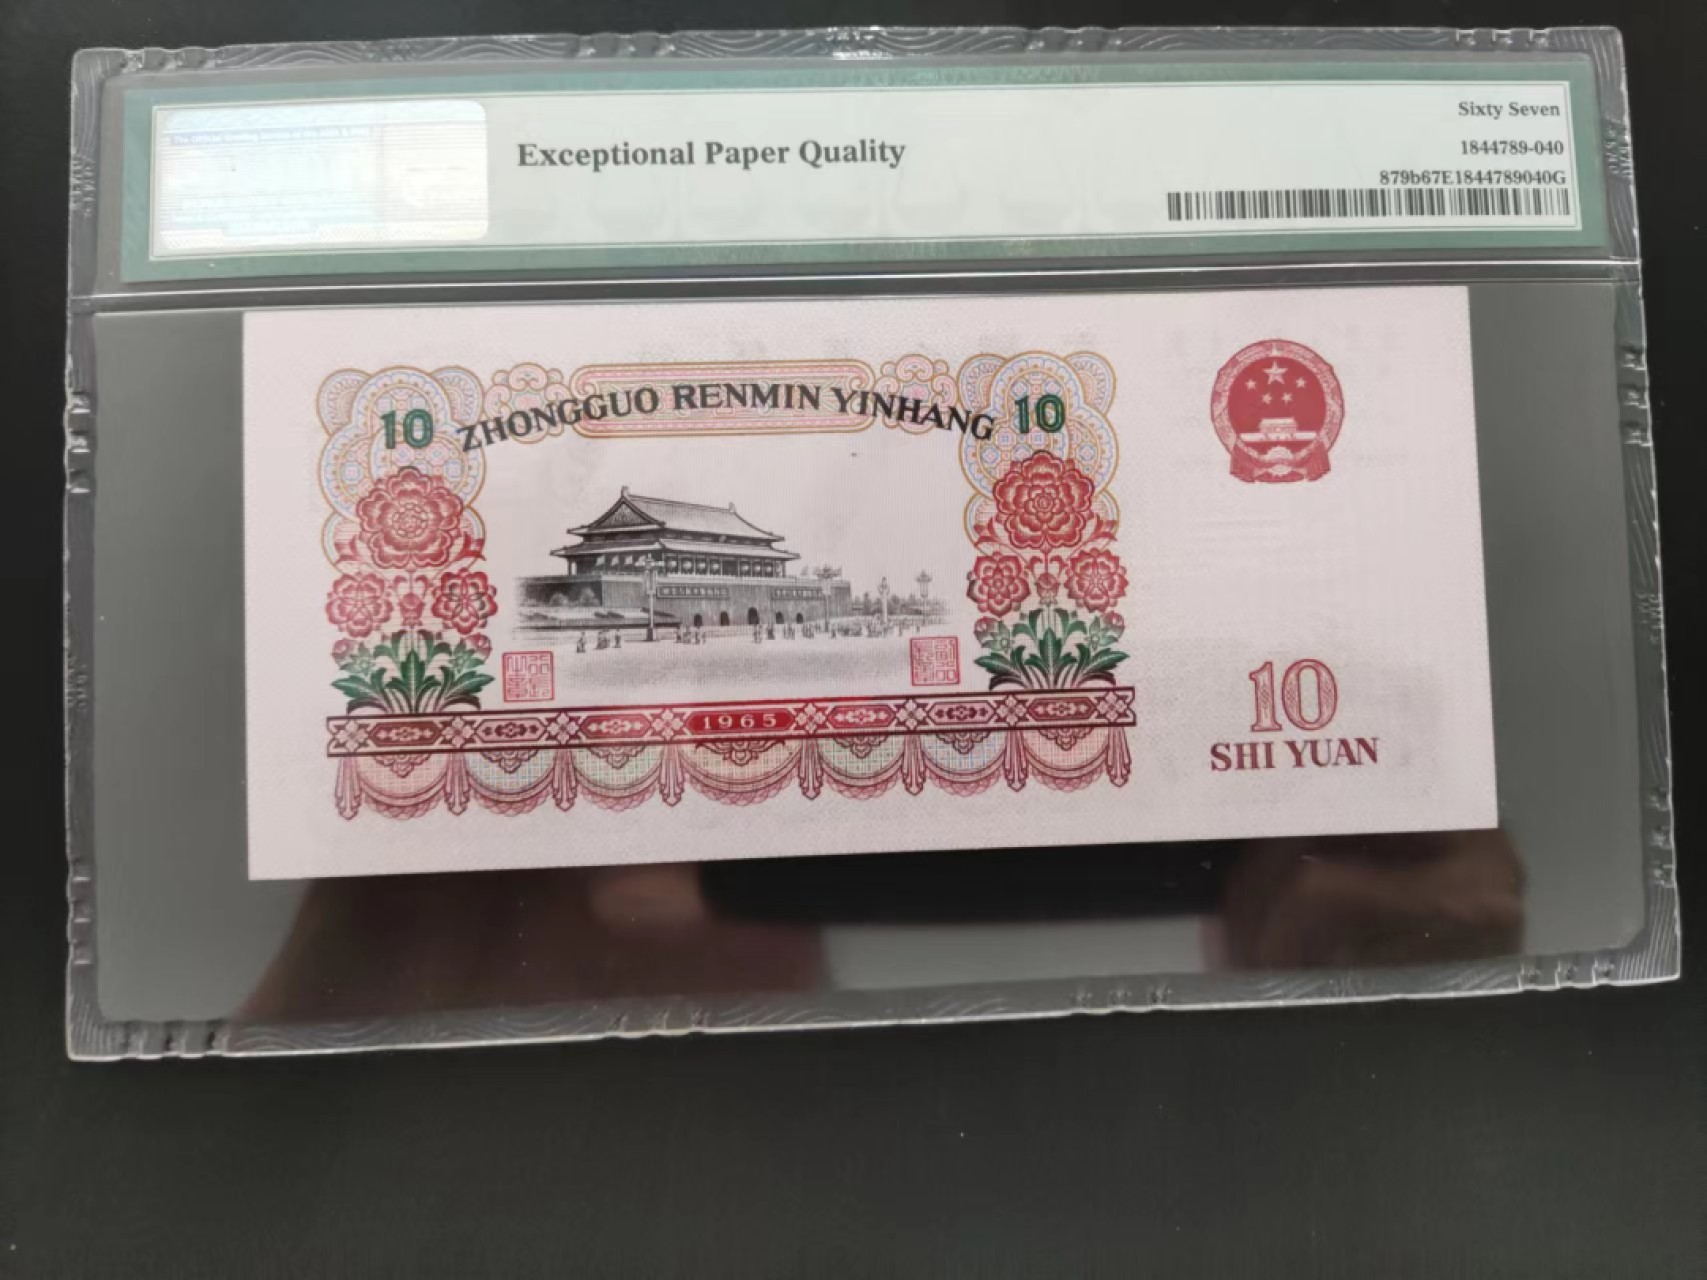 Sixty Seven
Exceptional Paper Quality
1844789-040
879b67E1844789040G
10 ZHONGGUO RENMIN YINHANG 10
1965
10
SHI YUAN